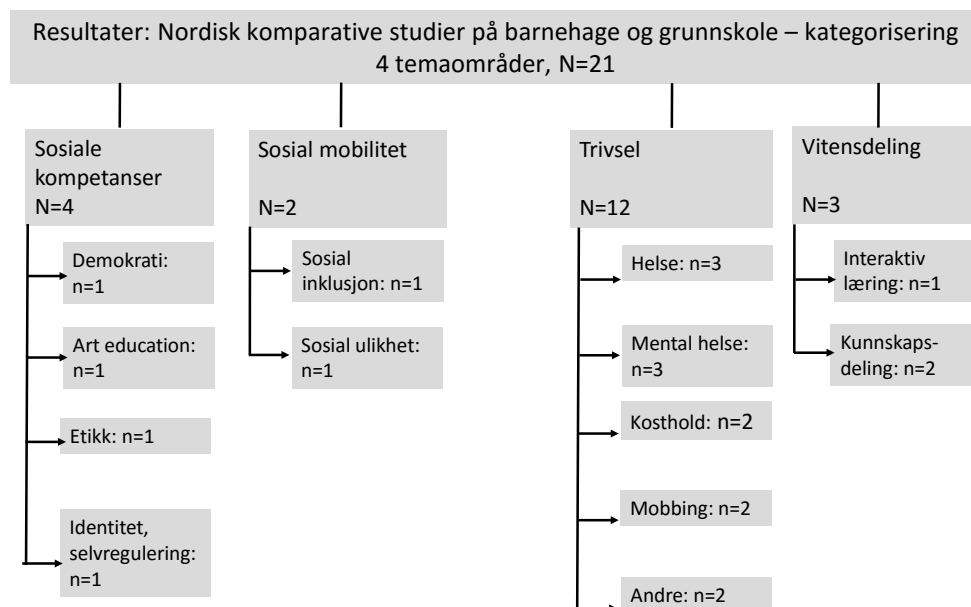 Resultater: Nordisk komparative studier på barnehage og grunnskole – kategorisering
4 temaområder, N=21
Sosiale
kompetanser
N=4
Demokrati:
n=1
Art education:
n=1
Etikk: n=1
Identitet,
selvregulering:
n=1
Sosial mobilitet
N=2
Sosial
inklusjon: n=1
Sosial ulikhet:
n=1
Trivsel
N=12
Helse: n=3
Mental helse:
n=3
Kosthold: n=2
Mobbing: n=2
Andre: n=2
Vitensdeling
N=3
Interaktiv
læring: n=1
Kunnskaps-
deling: n=2